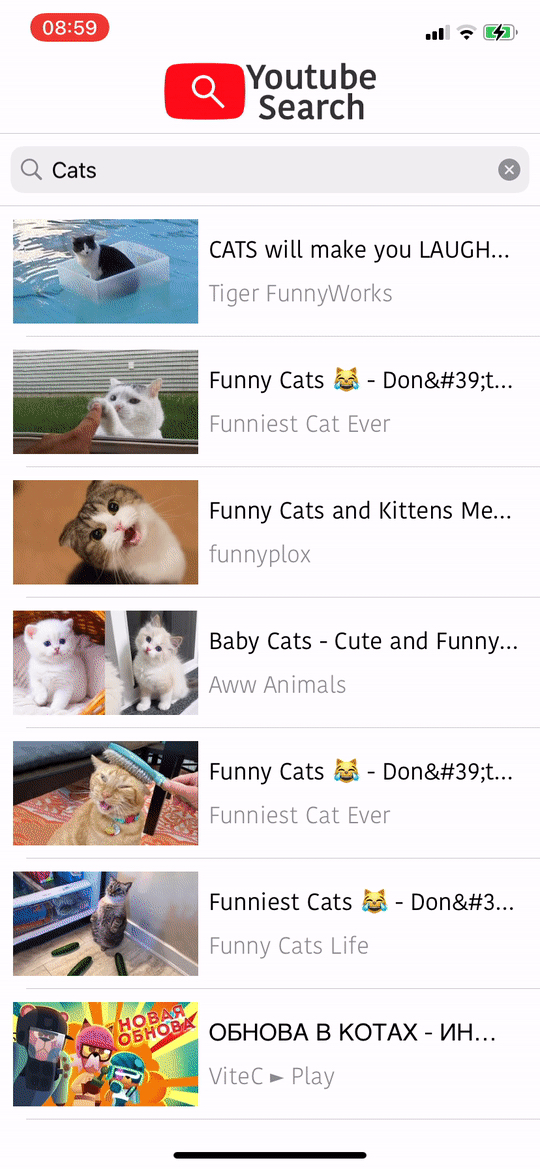 08:59
Youtube
Search
Cats
CATS will make you LAUGH...
Tiger FunnyWorks
Funny Cats 😹 - Don&#39;t...
Funniest Cat Ever
Funny Cats and Kittens Me...
funnyplox
Baby Cats - Cute and Funny...
Aww Animals
Funny Cats 😹 - Don&#39;t...
Funniest Cat Ever
Funniest Cats 😹 - Don&#3...
Funny Cats Life
НОВАЯ
ОБНОВА
ОБНОВА В КОТАХ - ИН...
ViteC ► Play